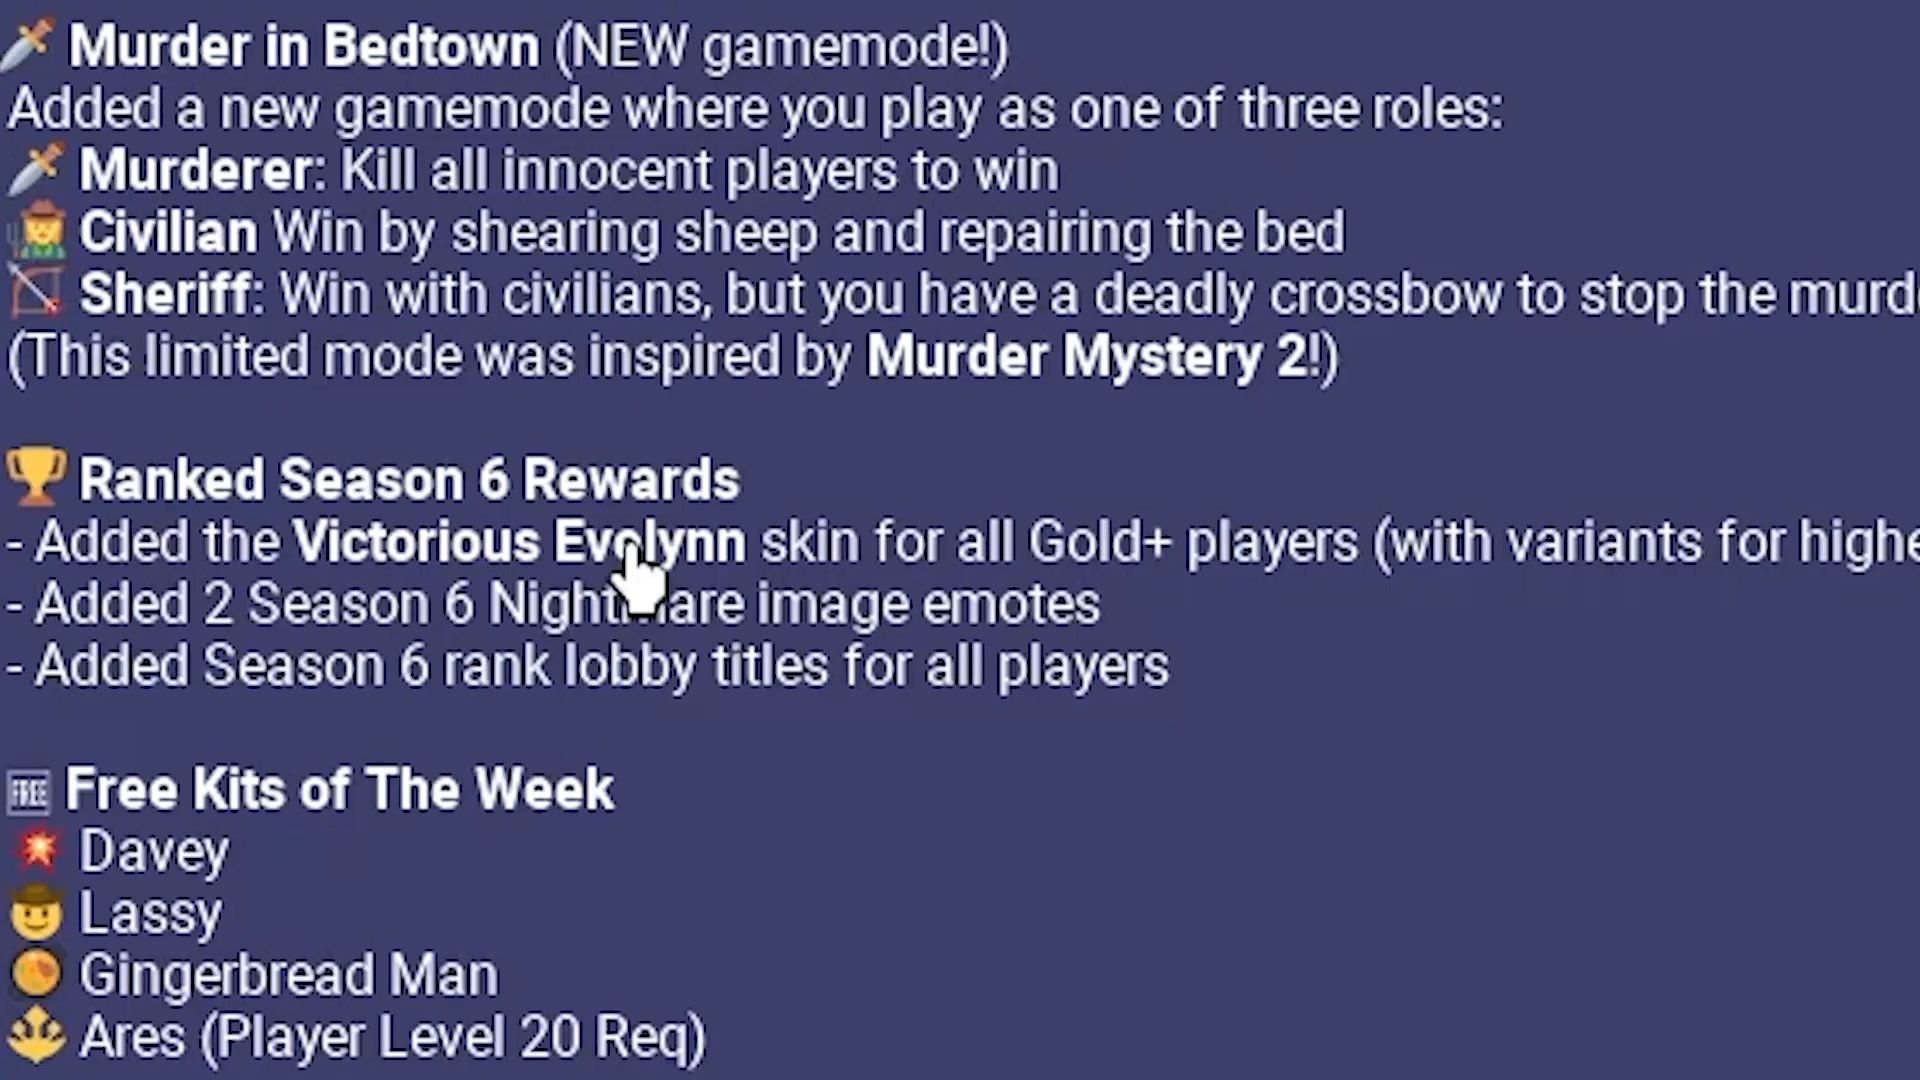 Murder in Bedtown (NEW gamemode!)
Added a new gamemode where you play as one of three roles:
Murderer: Kill all innocent players to win
Civilian Win by shearing sheep and repairing the bed
Sheriff: Win with civilians, but you have a deadly crossbow to stop the murd
(This limited mode was inspired by Murder Mystery 2!)
Ranked Season 6 Rewards
- Added the Victorious Evelynn skin for all Gold+ players (with variants for highe
- Added 2 Season 6 Nightmare image emotes
- Added Season 6 rank lobby titles for all players
FREE Free Kits of The Week
Davey
Lassy
Gingerbread Man
Ares (Player Level 20 Req)